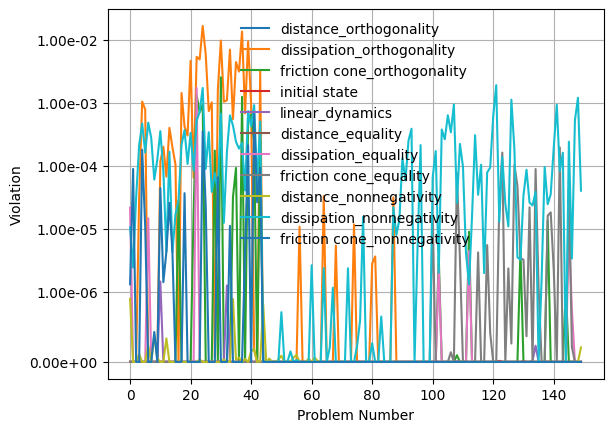 1.00e-02
1.00e-03
1.00e-04
1.00e-05
1.00e-06
0.00e+00
Violation
distance_orthogonality
dissipation_orthogonality
friction cone_orthogonality
initial state
linear_dynamics
distance_equality
dissipation_equality
friction cone_equality
distance_nonnegativity
dissipation_nonnegativity
friction cone_nonnegativity
0 20 40 60 80 100 120 140
Problem Number